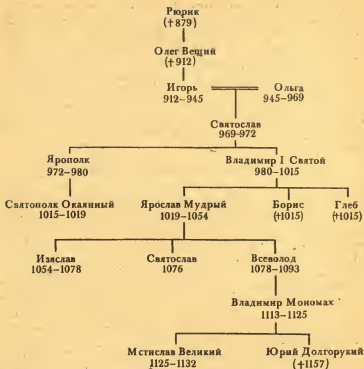 Рюрик
(†879)
Олег Вещий
(†912)
Игорь
912–945
Ольга
945–969
Святослав
969–972
Ярополк
972–980
Владимир I Святой
980–1015
Святополк Окаянный
1015–1019
Ярослав Мудрый
1019–1054
Борис
(†1015)
Глеб
(†1015)
Изяслав
1054–1078
Святослав
1076
Всеволод
1078–1093
Владимир Мономах
1113–1125
Мстислав Великий
1125–1132
Юрий Долгорукий
(†1157)